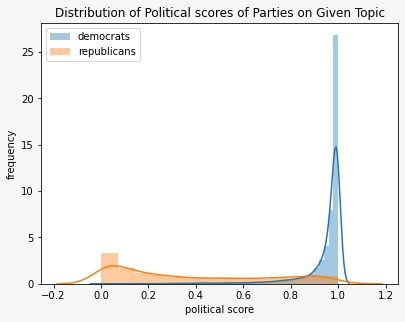 Distribution of Political scores of Parties on Given Topic
democrats
republicans
frequency
25
20
15
10
5
0
−0.2 0.0 0.2 0.4 0.6 0.8 1.0 1.2
political score